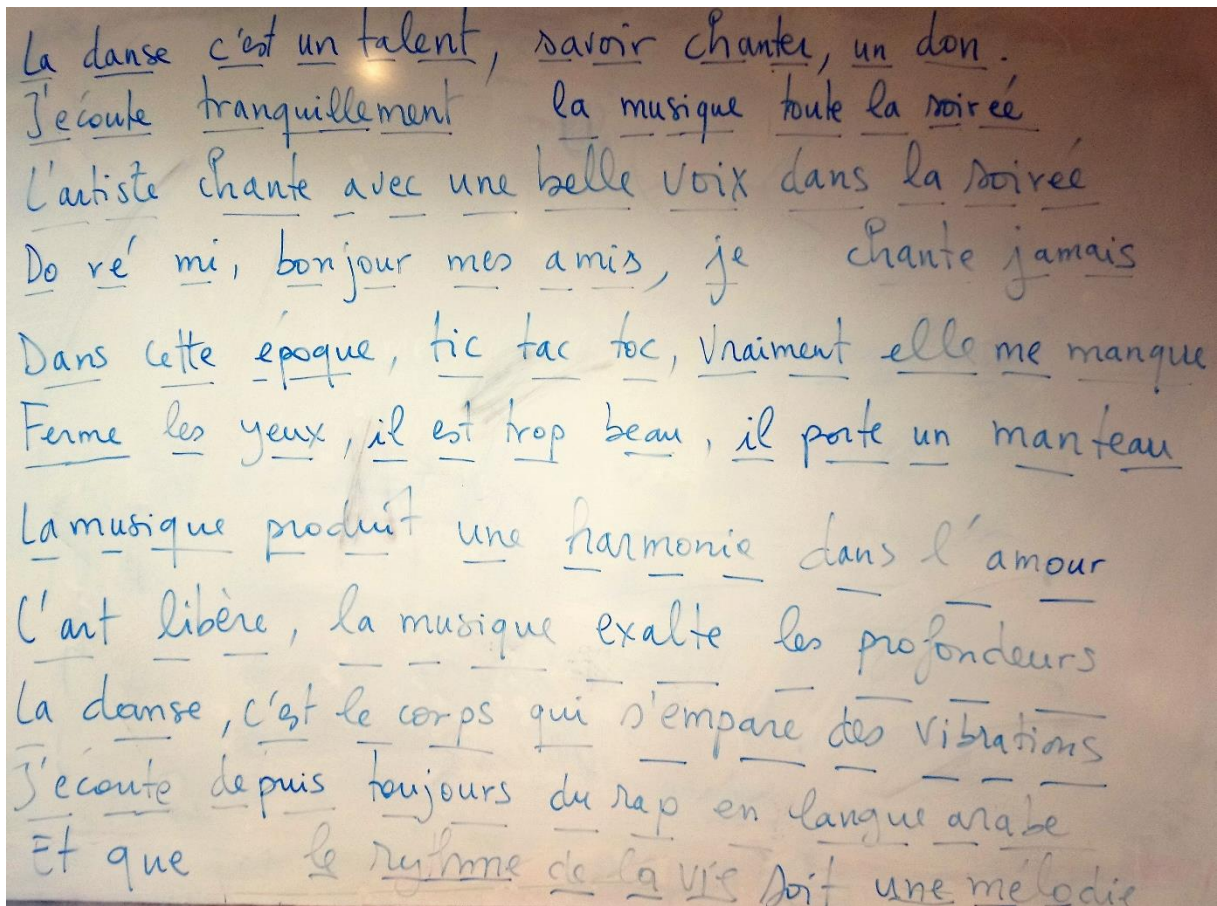 La danse c'est un talent, savoir chanter, un don.
J'ecoute tranquillement la musique toute la soireé
L'artiste chante avec une belle voix dans la soireé
Do ré mi, bonjour mes amis, je chante jamais
Dans cette époque, tic tac toc, vraiment elle me manque
Ferme les yeux, il est trop beau, il porte un manteau
La musique produit une harmonie dans l'amour
L'art libère, la musique exalte les profondeurs
La danse, c'est le corps qui s'empare des vibrations
J'ecoute depuis toujours du rap en langue arabe
Et que le rythme de la vie soit une mélodie